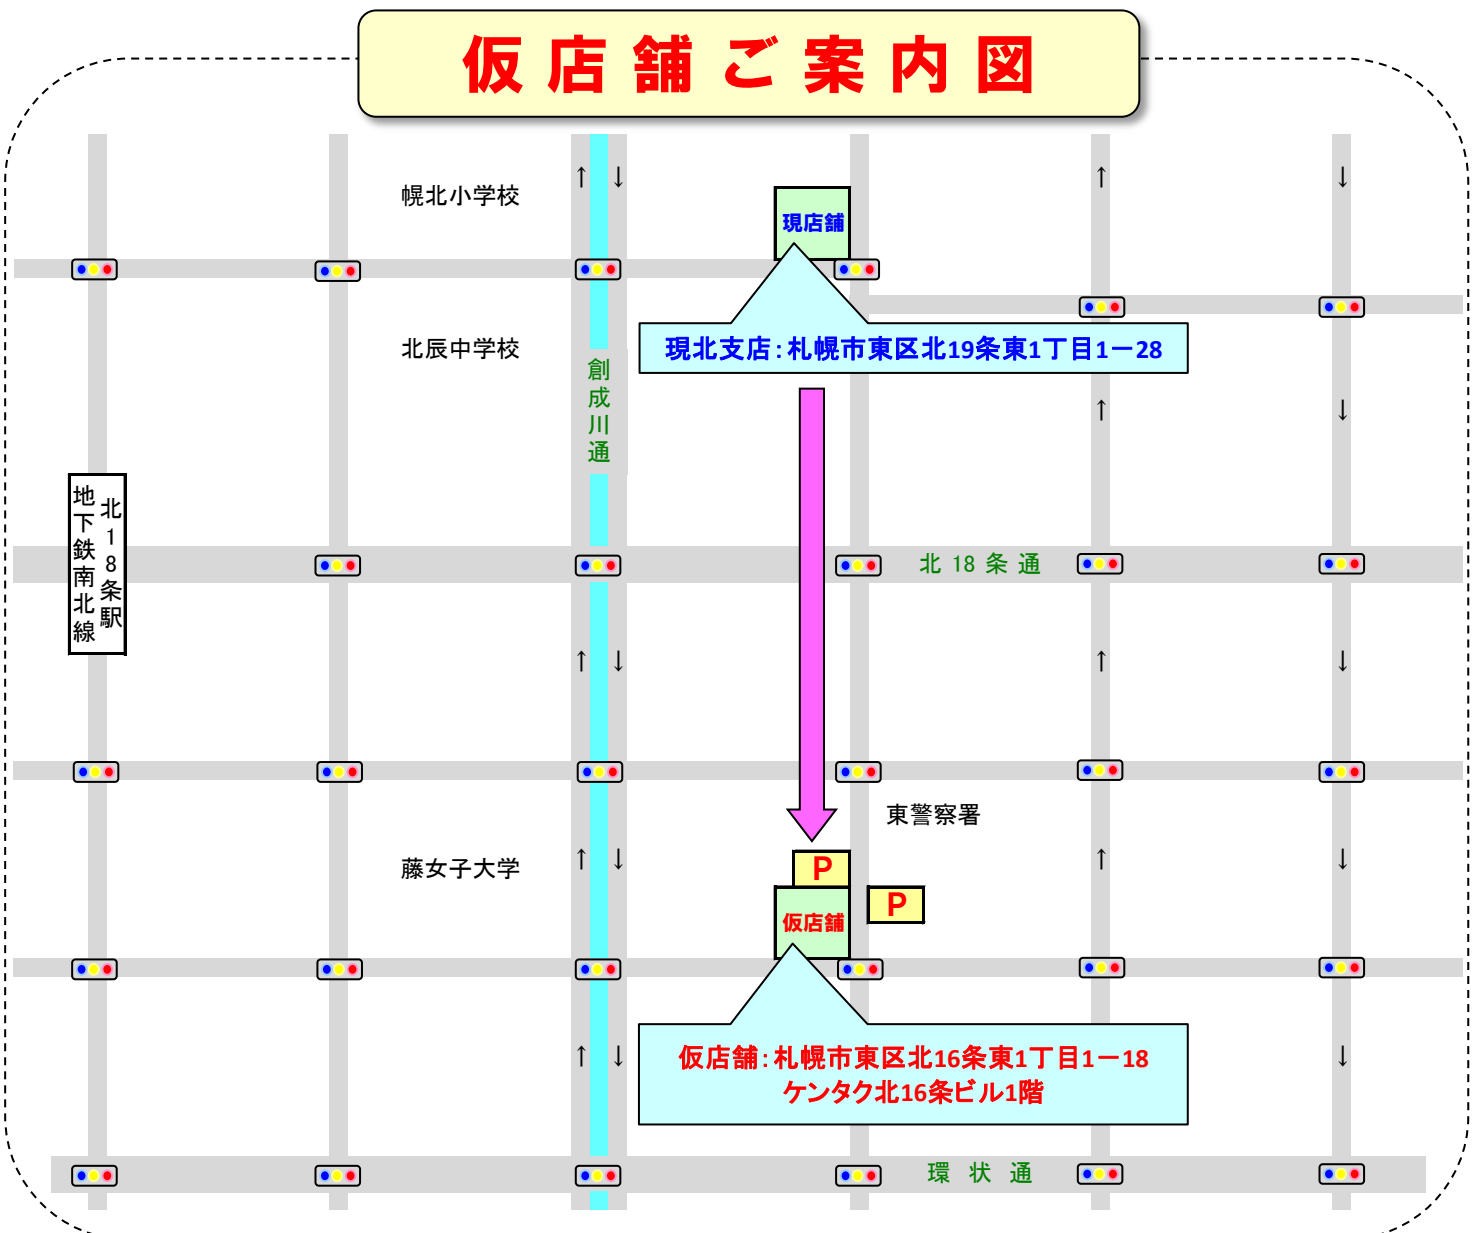 仮店舗ご案内図
↑ ↓ ↑ ↓
幌北小学校
現店舗
北辰中学校
現北支店：札幌市東区北19条東1丁目1－28
創成川通
↑ ↓
北18条駅
地下鉄南北線
北18条通
↑ ↓ ↑ ↓
東警察署
藤女子大学
↑ ↓ ↑ ↓
P
P
仮店舗
仮店舗：札幌市東区北16条東1丁目1－18
ケンタク北16条ビル1階
↑ ↓ ↓
環状通